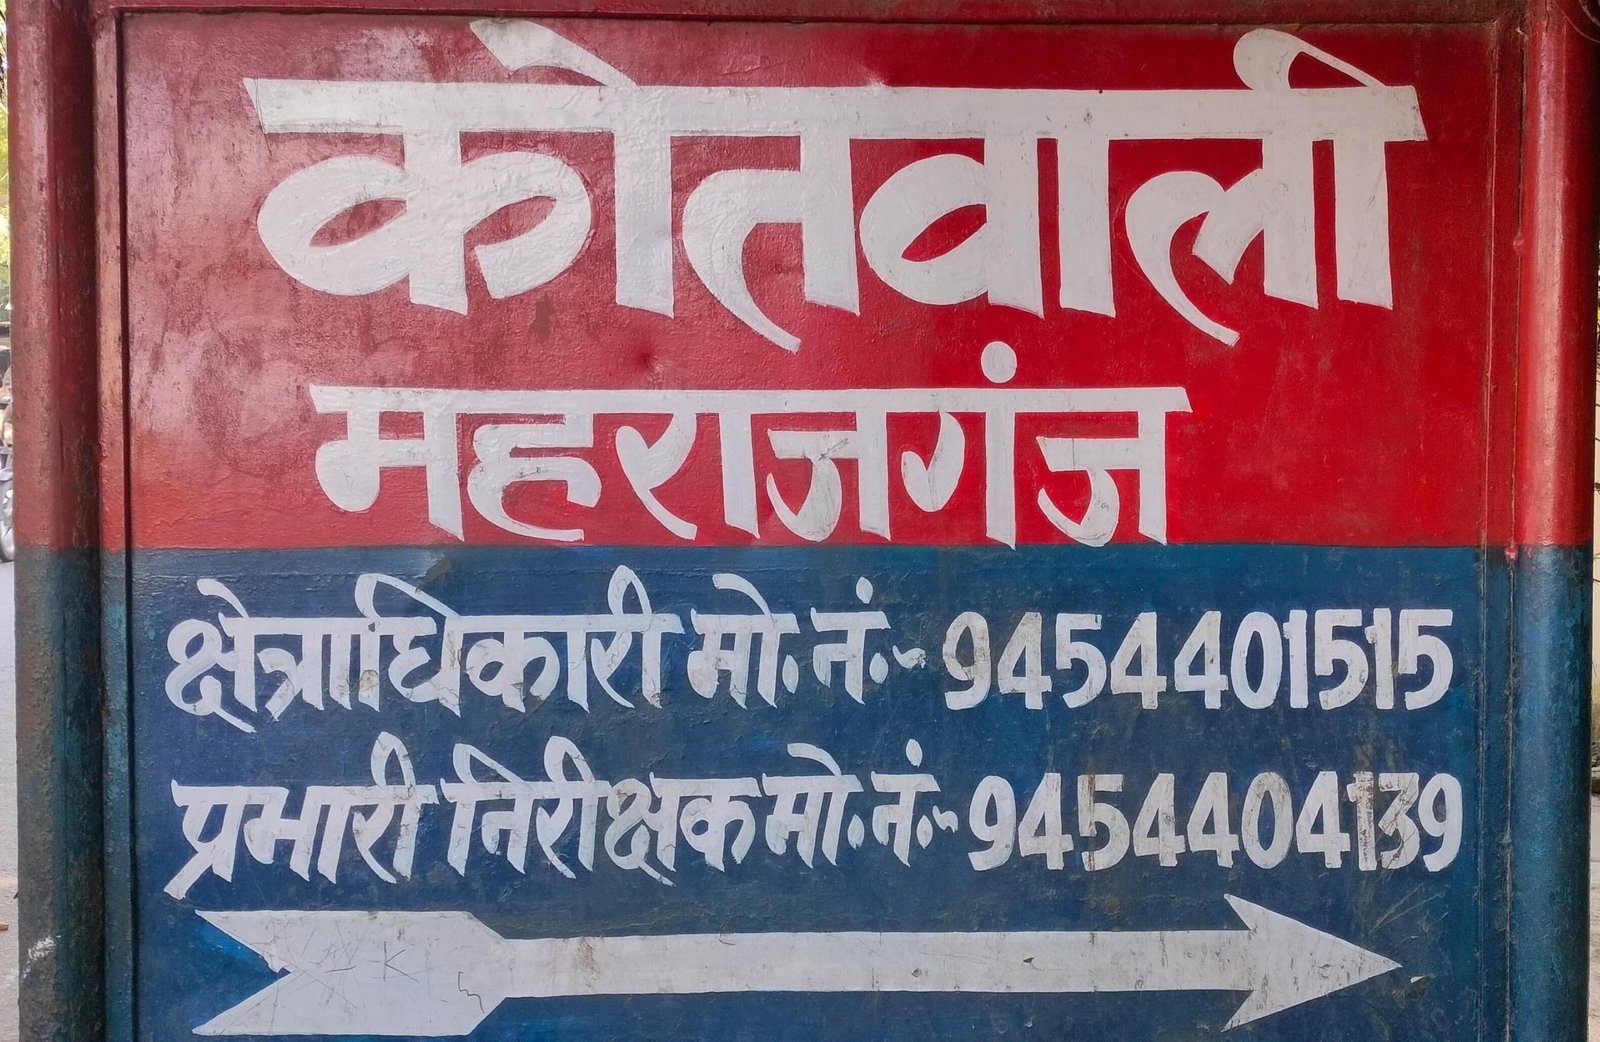 कोतवाली
महराजगंज
क्षेत्राधिकारी मो.नं.- 9454401515
प्रभारी निरीक्षक मो.नं.- 9454404139
K